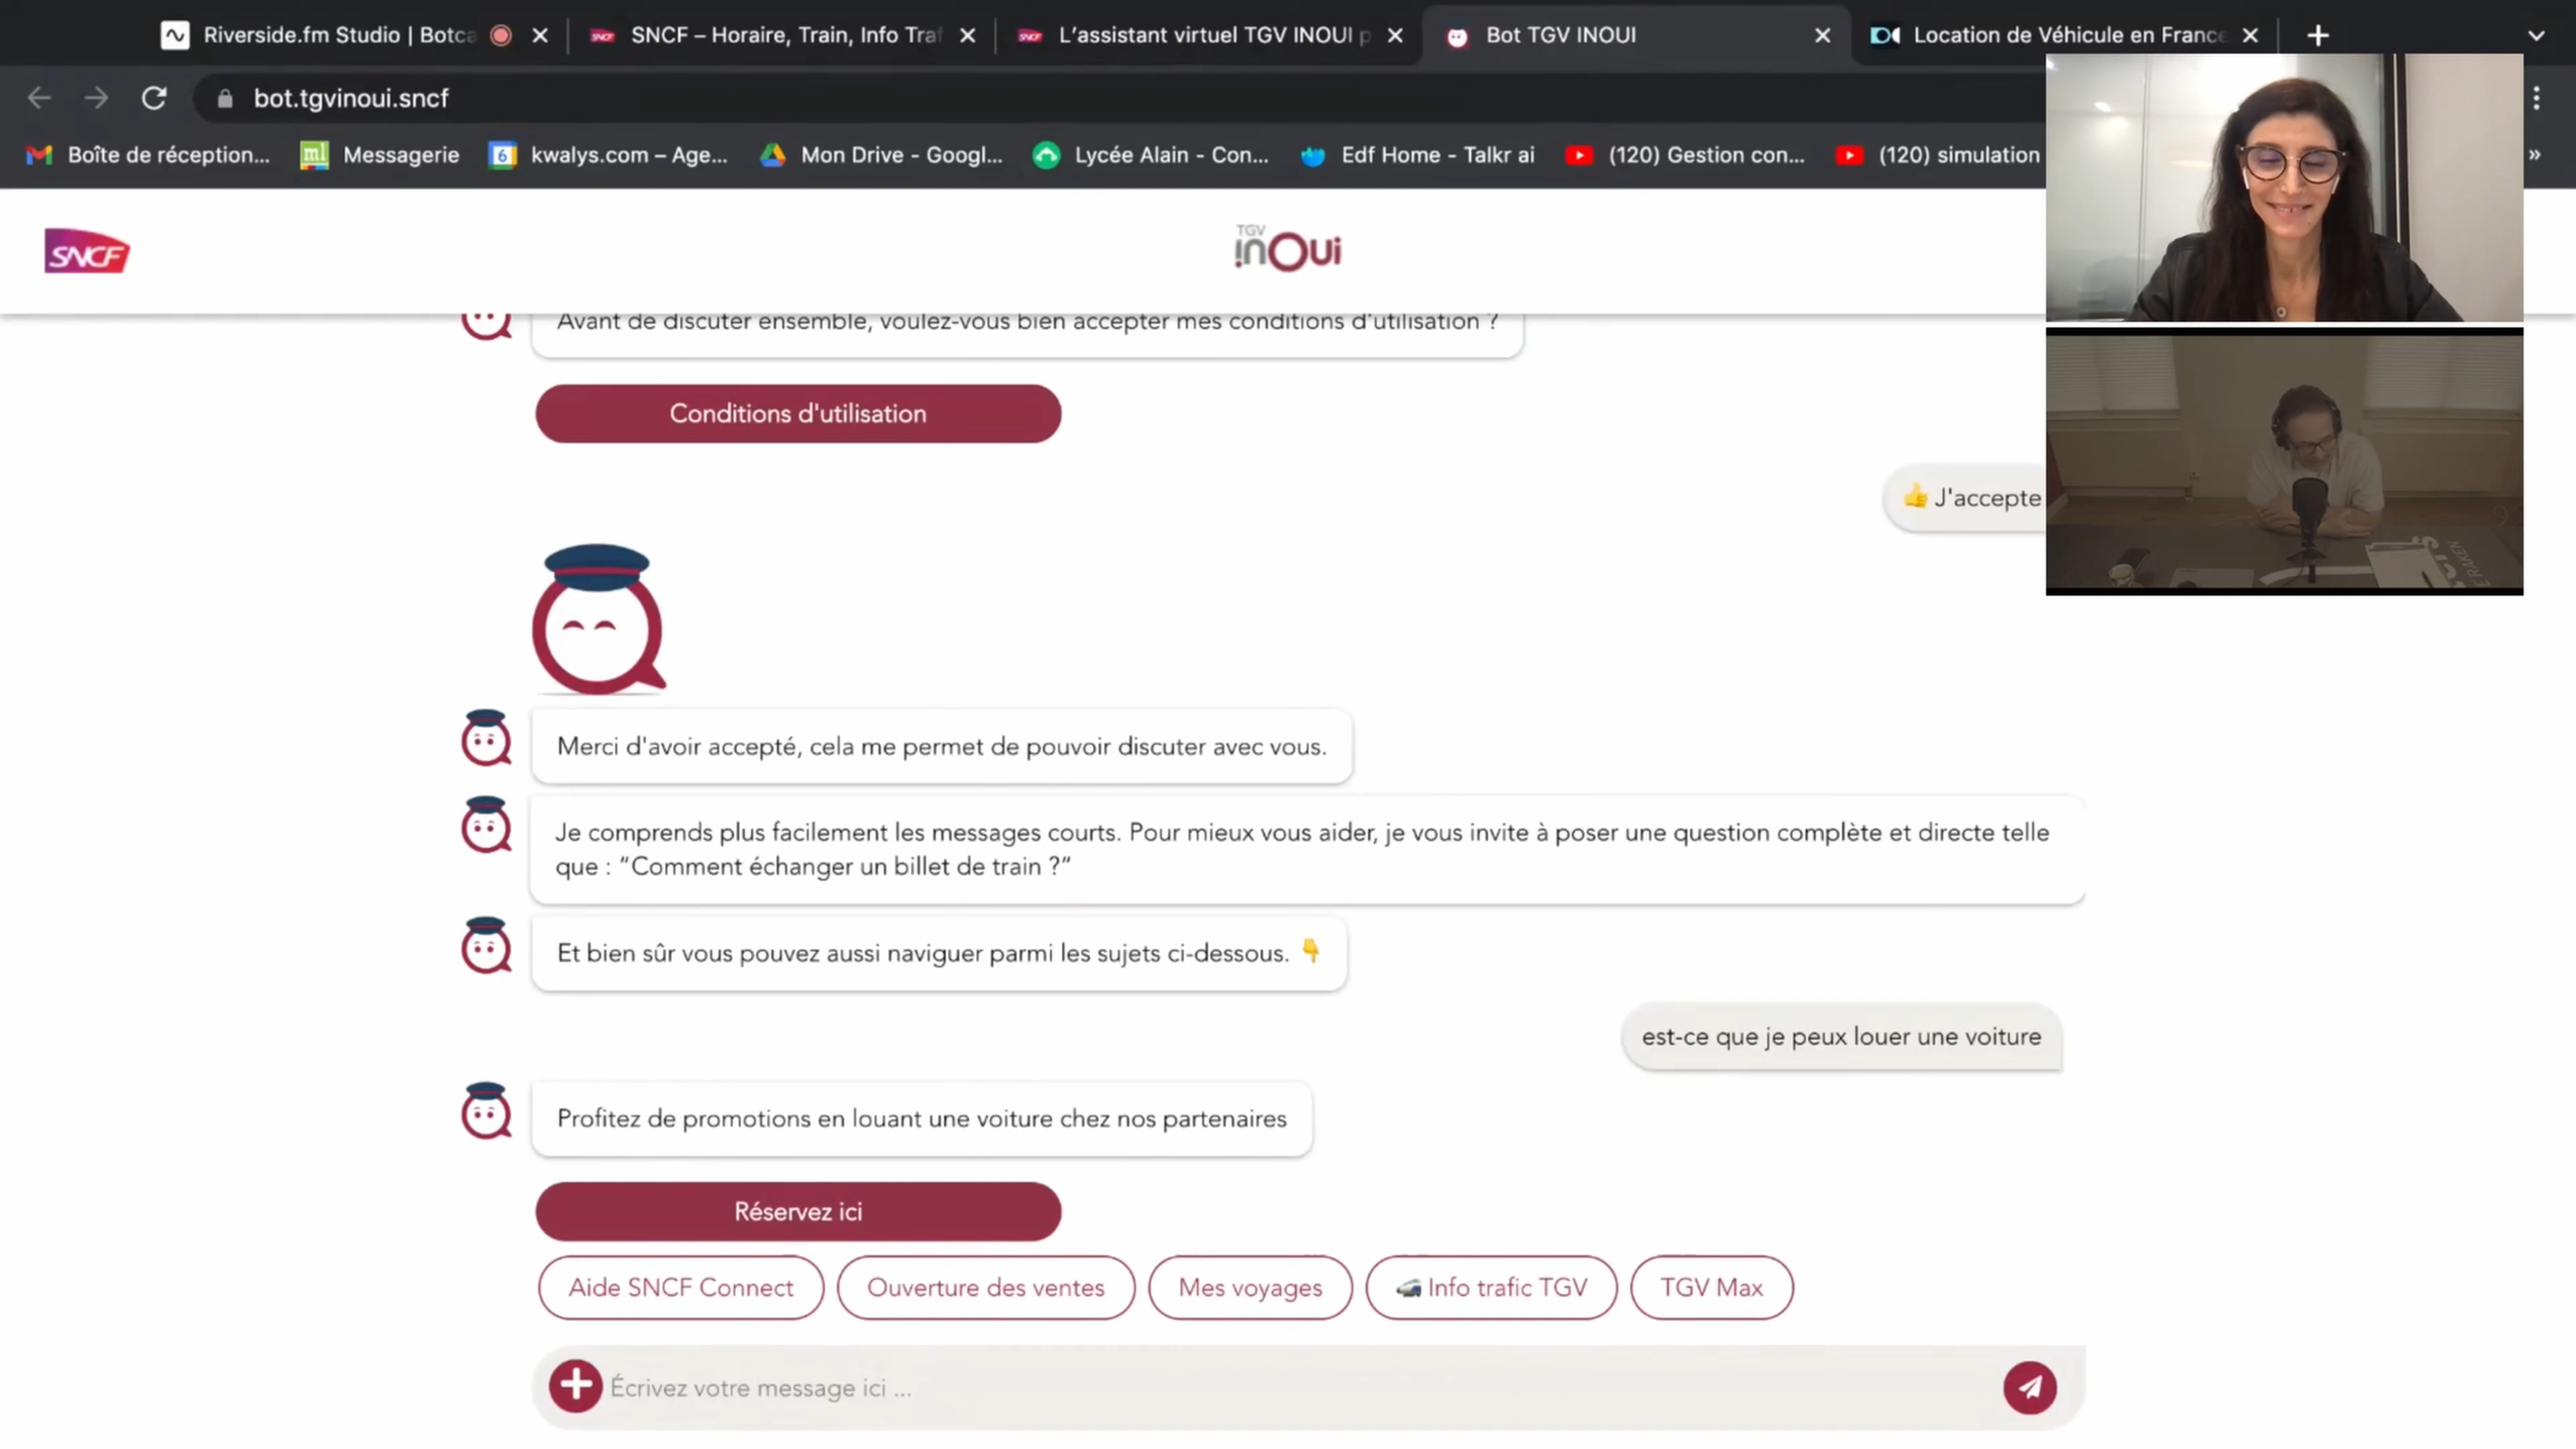 Riverside.fm Studio | Botca
SNCF – Horaire, Train, Info Traf
L'assistant virtuel TGV INOUI p
Bot TGV INOUI
Location de Véhicule en France
bot.tgvinoui.sncf
Boîte de réception...
Messagerie
kwalys.com – Age...
Mon Drive - Googl...
Lycée Alain - Con...
Edf Home - Talkr ai
(120) Gestion con...
(120) simulation
SNCF
TGV
inOui
Avant de discuter ensemble, voulez-vous bien accepter mes conditions d'utilisation ?
Conditions d'utilisation
👍 J'accepte
Merci d'avoir accepté, cela me permet de pouvoir discuter avec vous.
Je comprends plus facilement les messages courts. Pour mieux vous aider, je vous invite à poser une question complète et directe telle
que : “Comment échanger un billet de train ?”
Et bien sûr vous pouvez aussi naviguer parmi les sujets ci-dessous. 👇
est-ce que je peux louer une voiture
Profitez de promotions en louant une voiture chez nos partenaires
Réservez ici
Aide SNCF Connect
Ouverture des ventes
Mes voyages
🚅 Info trafic TGV
TGV Max
Écrivez votre message ici ...